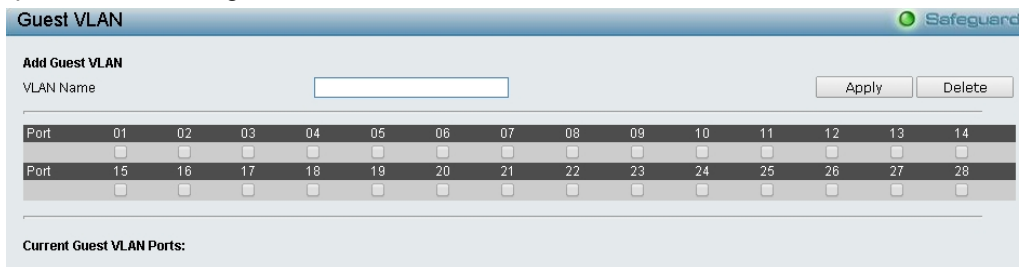 Guest VLAN Safeguard
Add Guest VLAN
VLAN Name Apply Delete
Port 01 02 03 04 05 06 07 08 09 10 11 12 13 14
Port 15 16 17 18 19 20 21 22 23 24 25 26 27 28
Current Guest VLAN Ports: